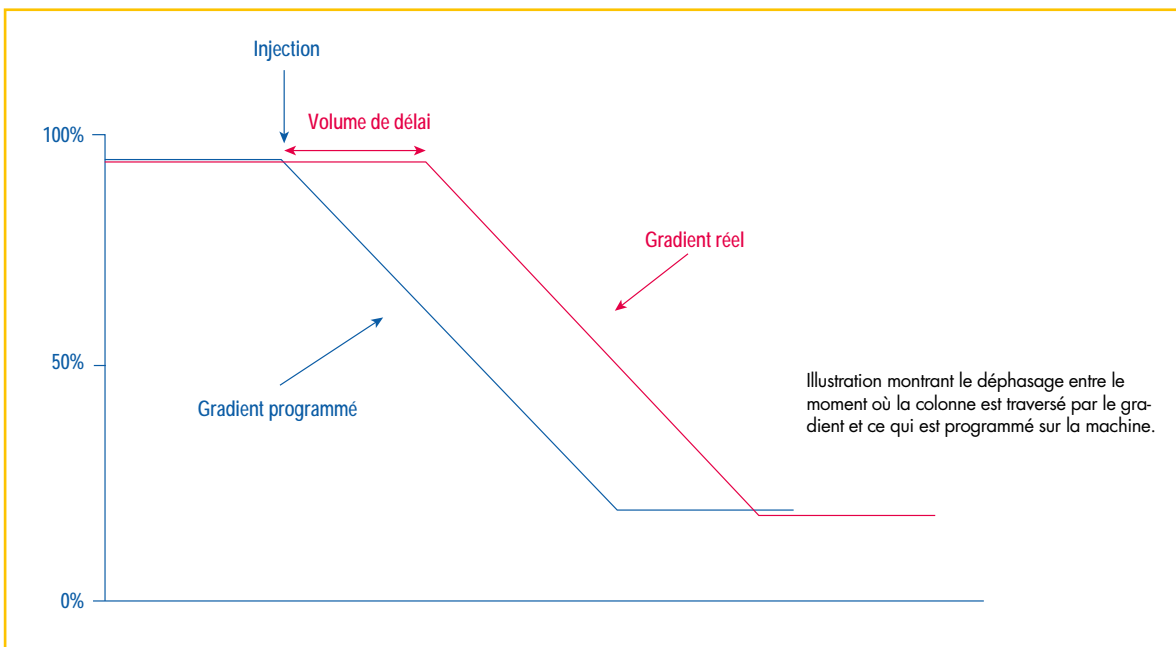 Injection
Volume de délai
100%
Gradient réel
50%
Gradient programmé
Illustration montrant le déphasage entre le
moment où la colonne est traversé par le gra-
dient et ce qui est programmé sur la machine.
0%